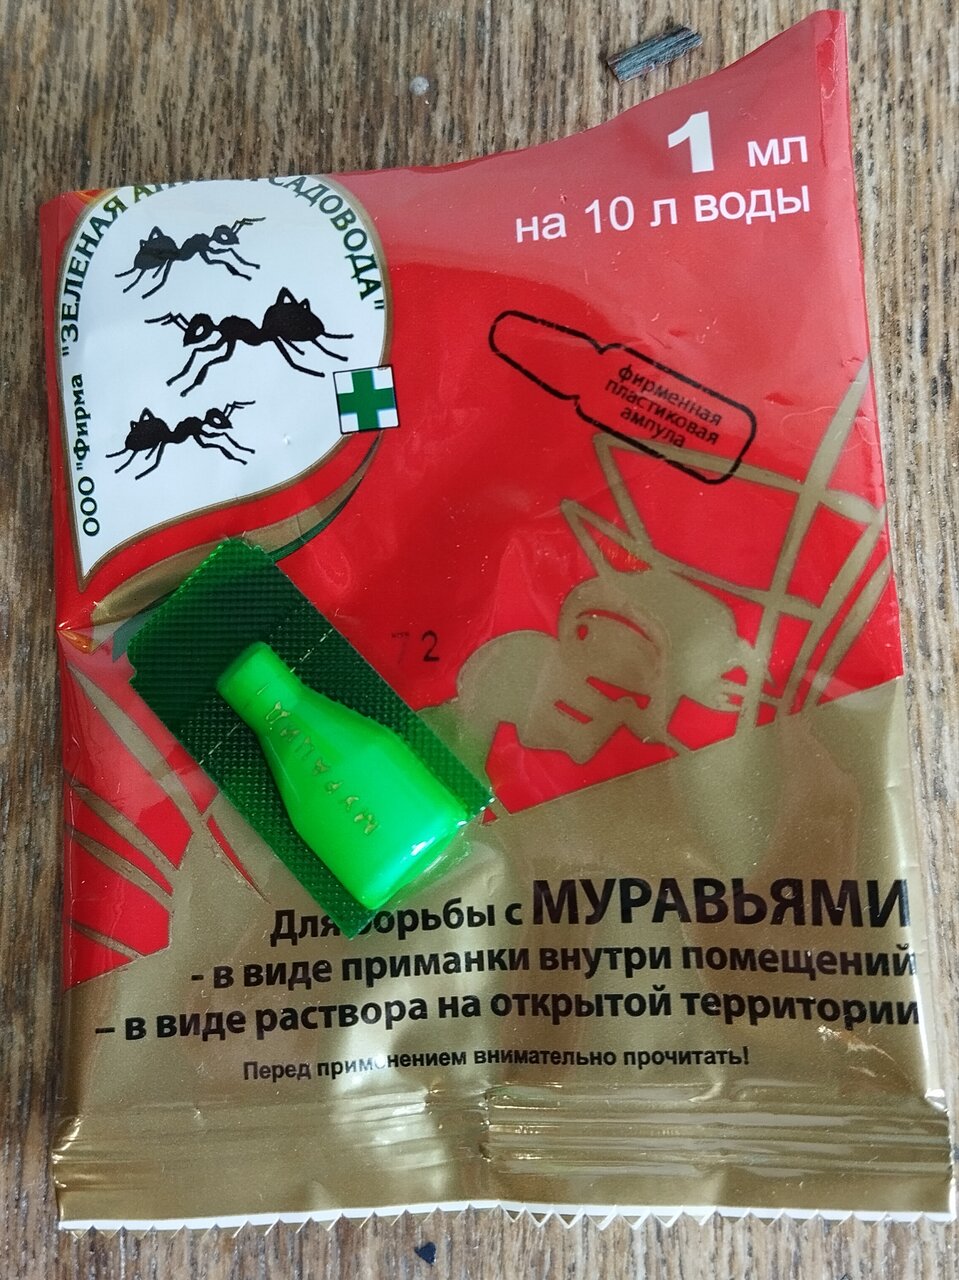 1 мл
на 10 л воды
ООО "Фирма "ЗЕЛЕНАЯ САДОВОДА"
фирменная
пластиковая
ампула
72
МУРАЦИД
Для борьбы с МУРАВЬЯМИ
- в виде приманки внутри помещений
– в виде раствора на открытой территории
Перед применением внимательно прочитать!